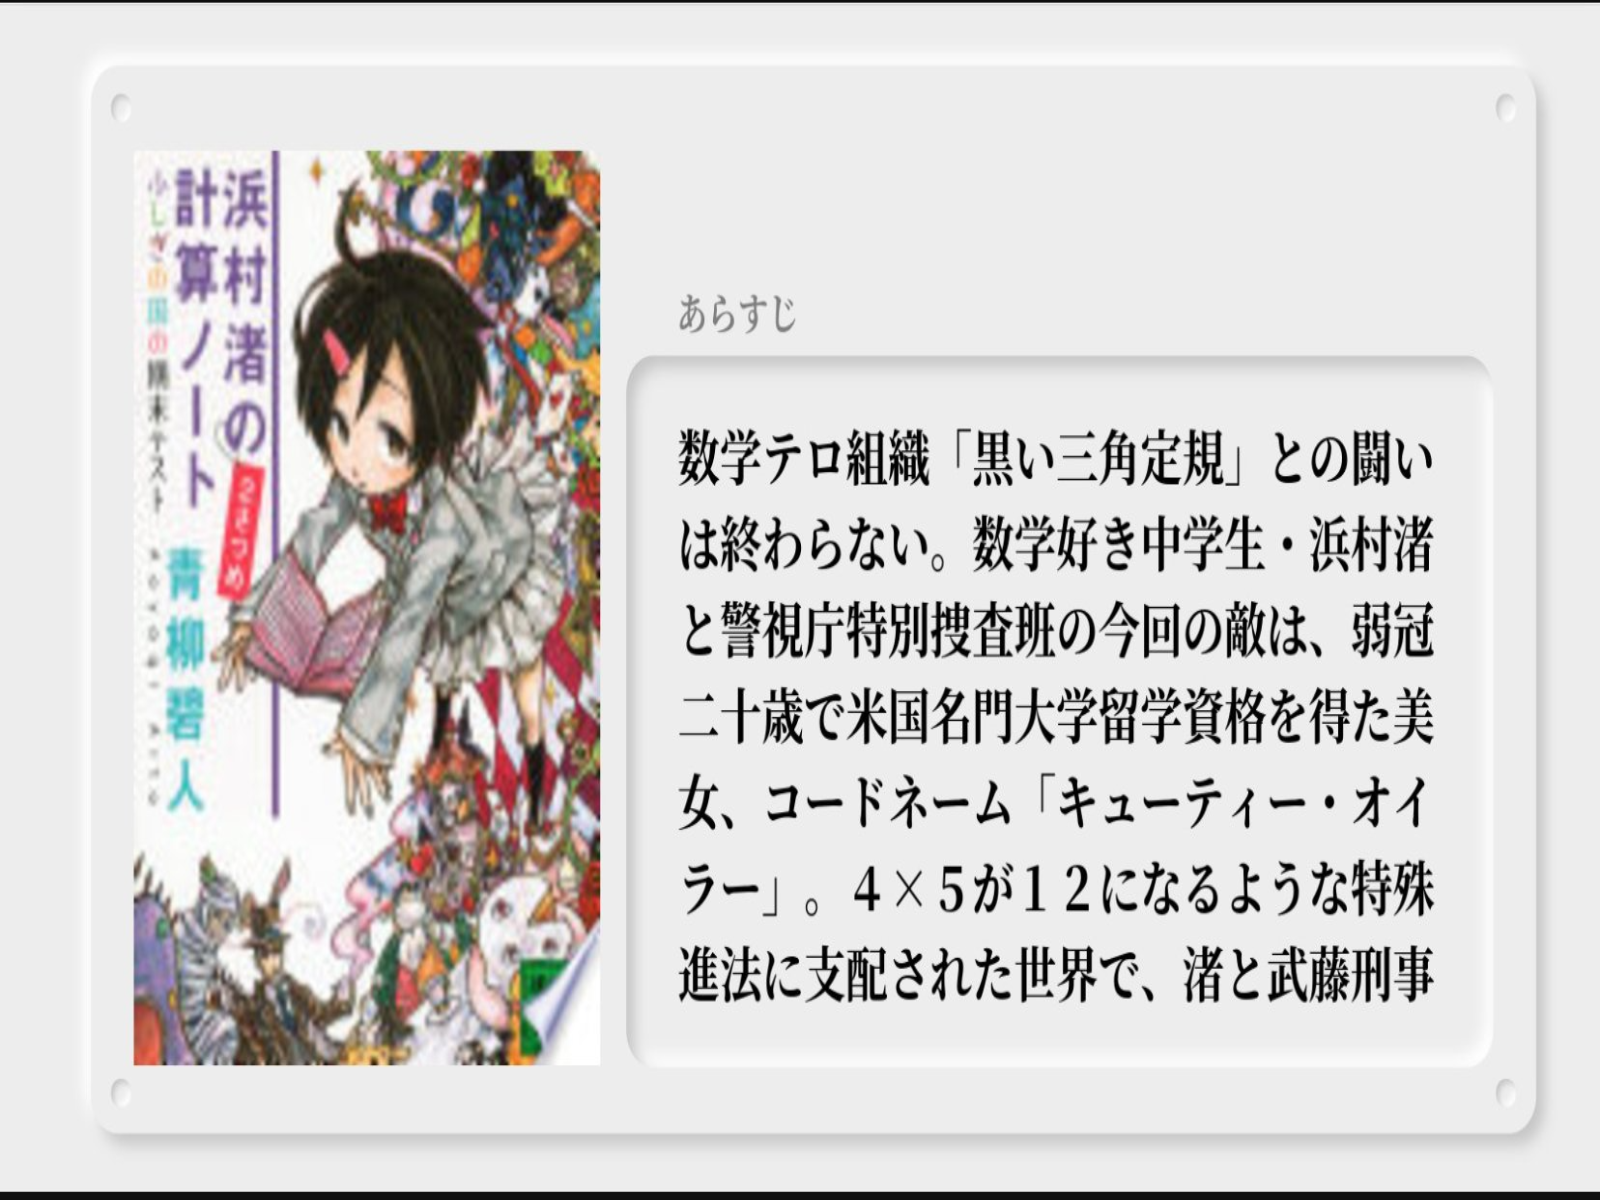 浜村渚の
計算ノート
2さつめ
ふしぎの国の期末テスト
青柳碧人
あらすじ
数学テロ組織「黒い三角定規」との闘い
は終わらない。数学好き中学生・浜村渚
と警視庁特別捜査班の今回の敵は、弱冠
二十歳で米国名門大学留学資格を得た美
女、コードネーム「キューティー・オイ
ラー」。４×５が１２になるような特殊
進法に支配された世界で、渚と武藤刑事